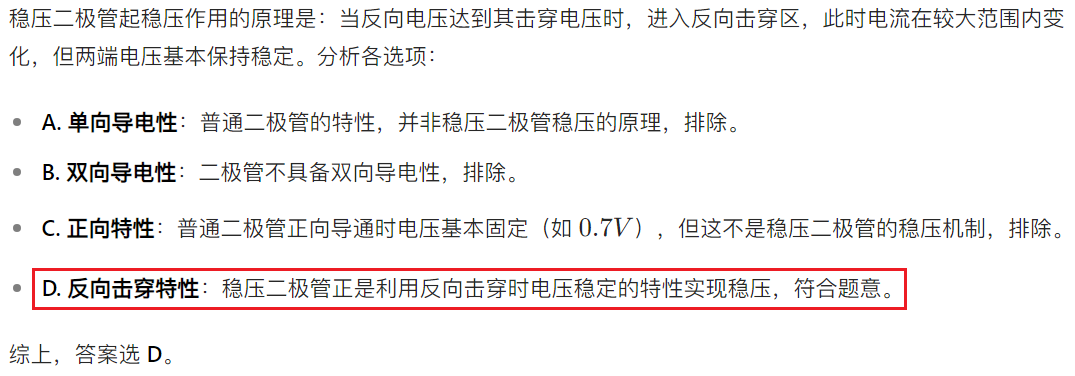 稳压二极管起稳压作用的原理是：当反向电压达到其击穿电压时，进入反向击穿区，此时电流在较大范围内变
化，但两端电压基本保持稳定。分析各选项：
• A. 单向导电性：普通二极管的特性，并非稳压二极管稳压的原理，排除。
• B. 双向导电性：二极管不具备双向导电性，排除。
• C. 正向特性：普通二极管正向导通时电压基本固定（如 0.7V），但这不是稳压二极管的稳压机制，排除。
• D. 反向击穿特性：稳压二极管正是利用反向击穿时电压稳定的特性实现稳压，符合题意。
综上，答案选 D。